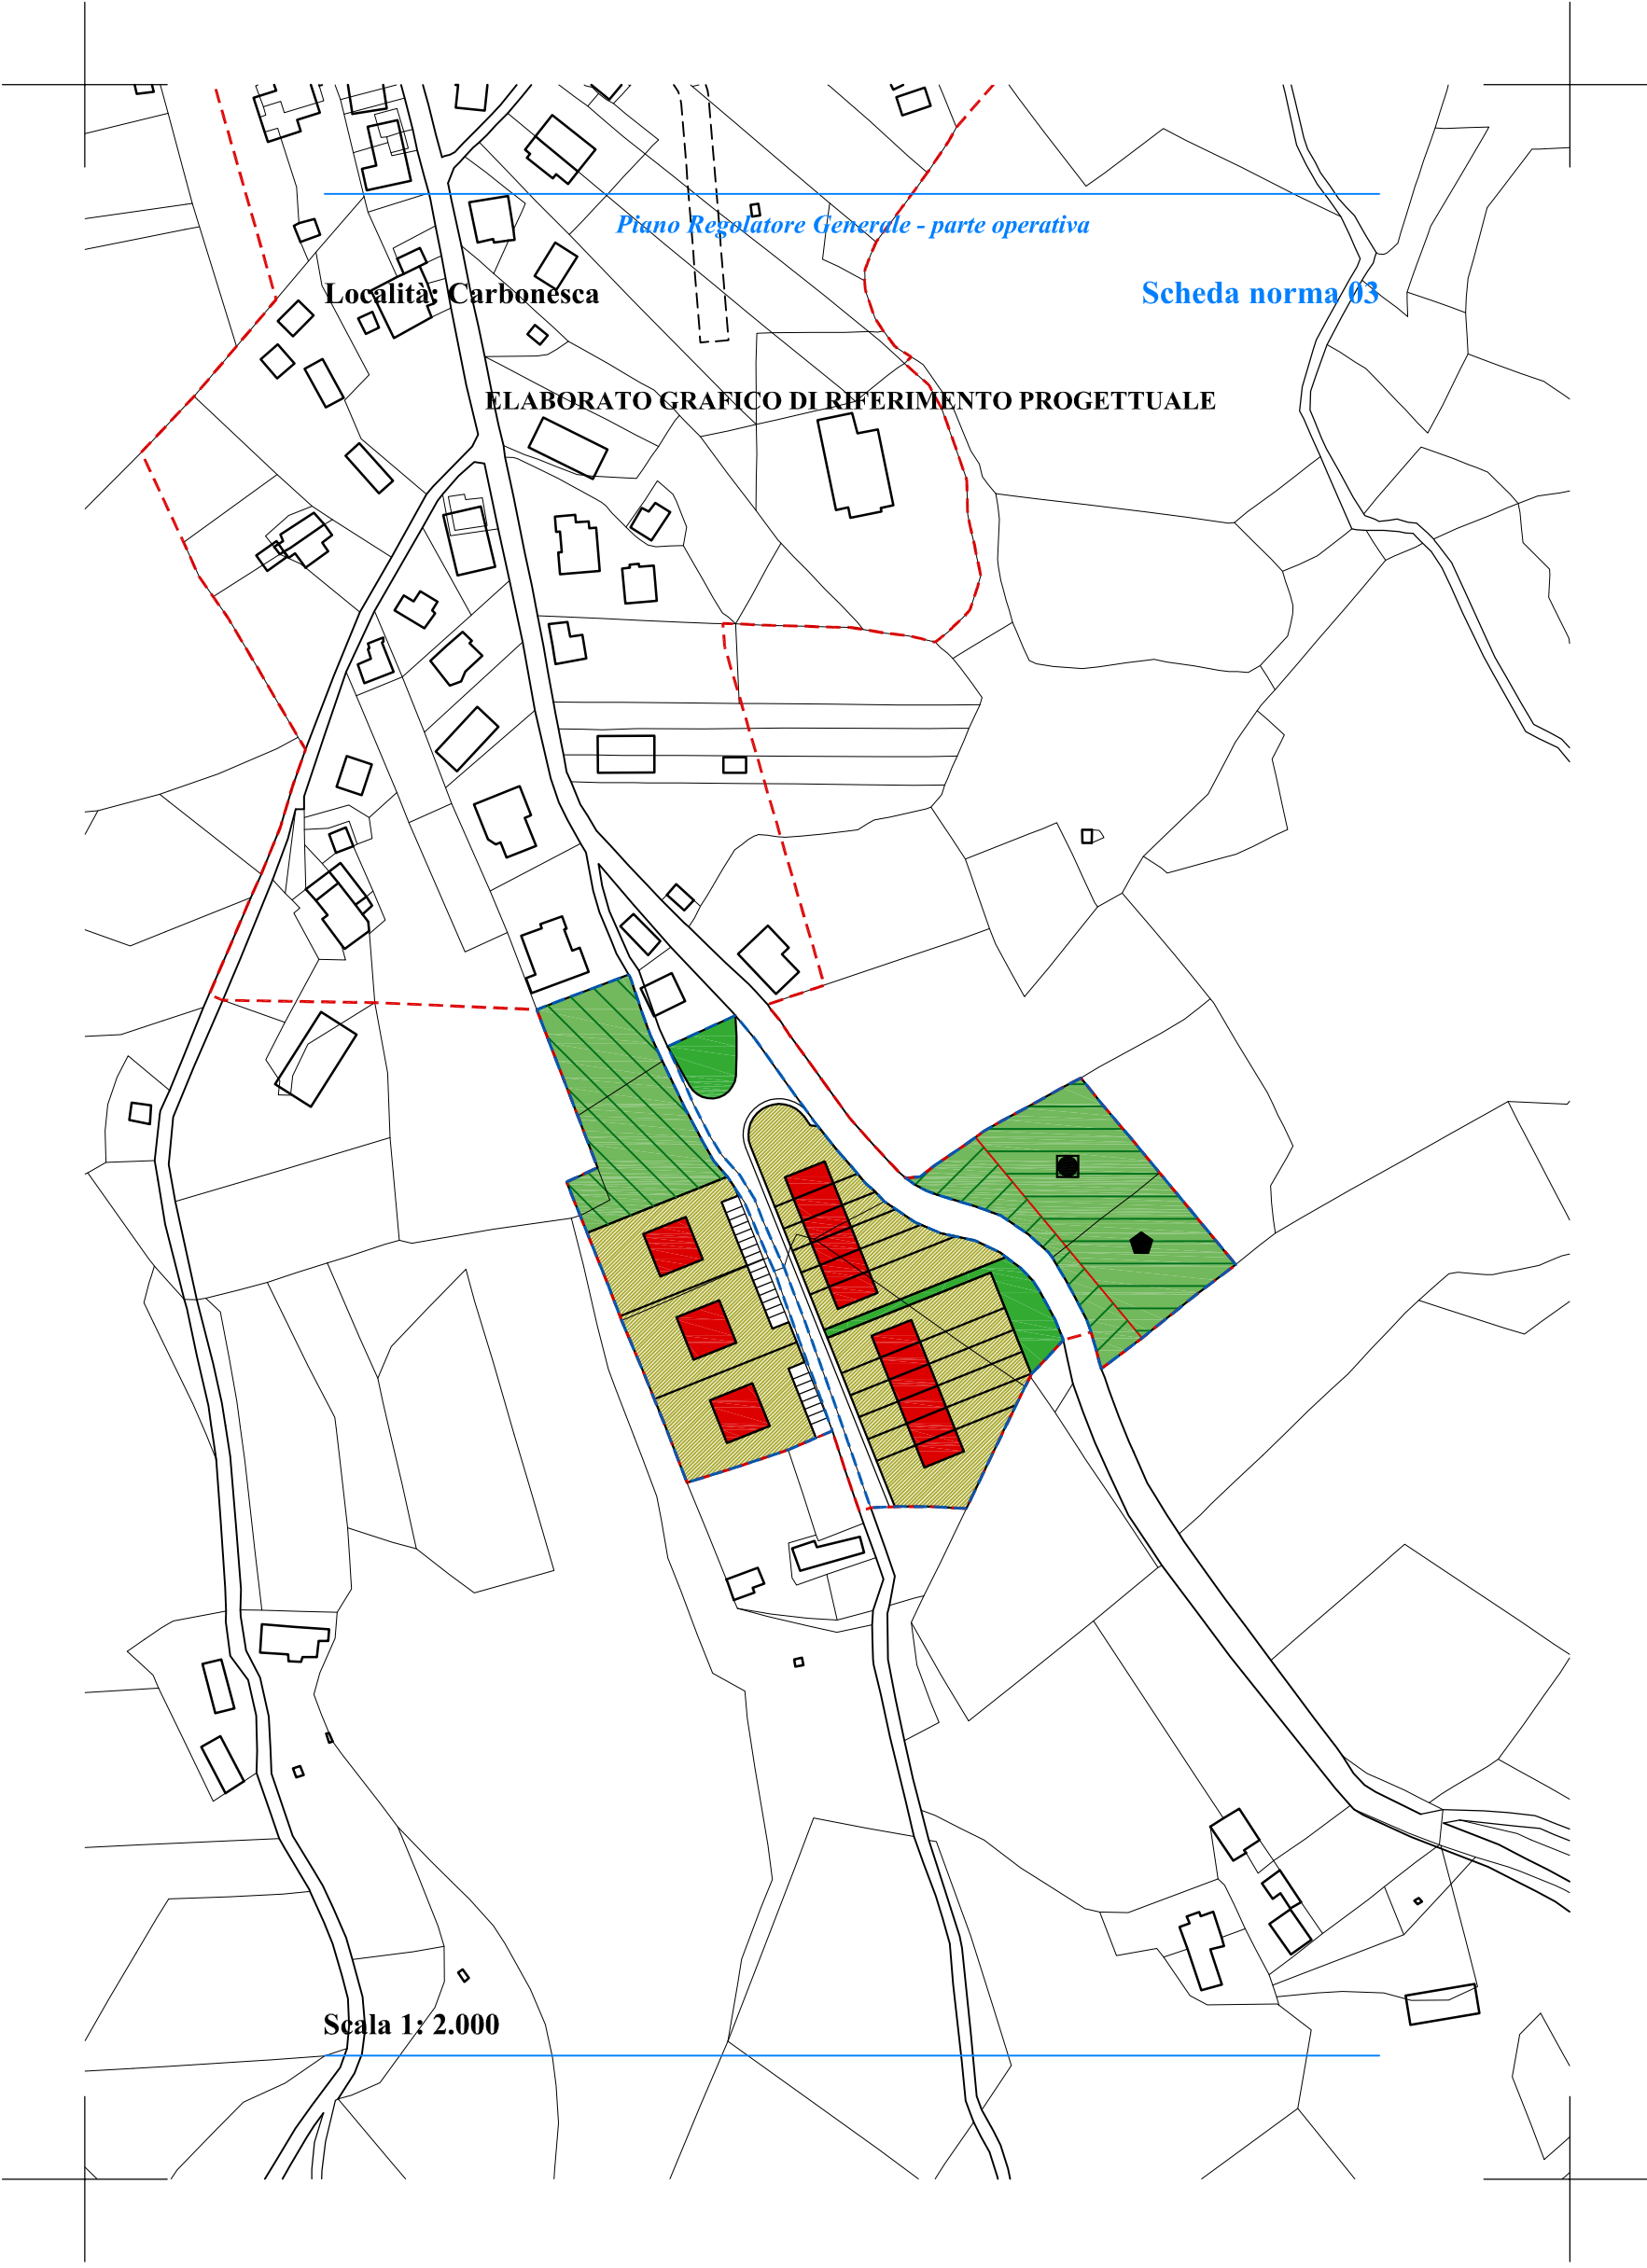 Piano Regolatore Generale - parte operativa
Località: Carbonesca
Scheda norma 03
ELABORATO GRAFICO DI RIFERIMENTO PROGETTUALE
Scala 1: 2.000